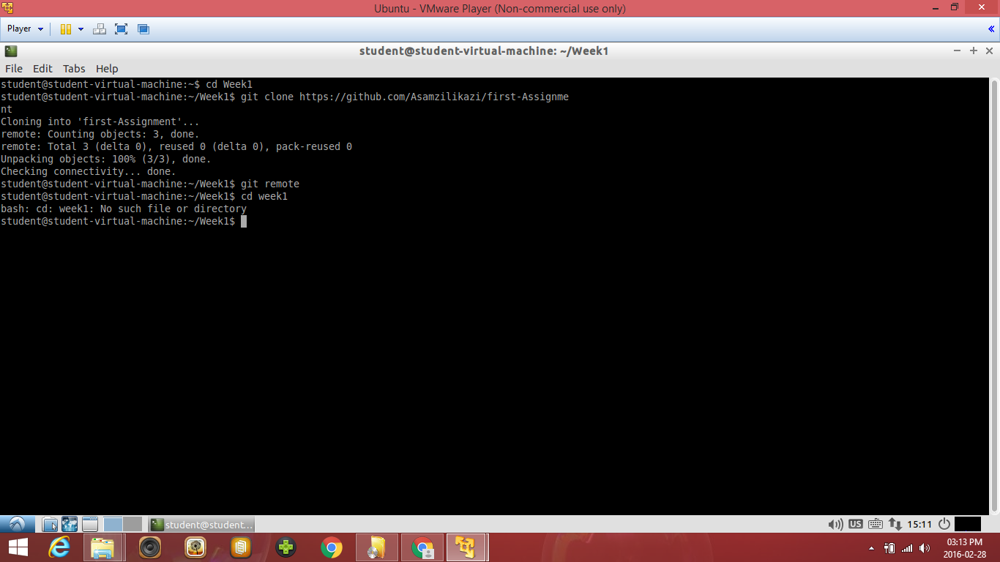 Ubuntu - VMware Player (Non-commercial use only)
Player
student@student-virtual-machine: ~/Week1
File Edit Tabs Help
student@student-virtual-machine:~$ cd Week1
student@student-virtual-machine:~/Week1$ git clone https://github.com/Asamzilikazi/first-Assignme
nt
Cloning into 'first-Assignment'...
remote: Counting objects: 3, done.
remote: Total 3 (delta 0), reused 0 (delta 0), pack-reused 0
Unpacking objects: 100% (3/3), done.
Checking connectivity... done.
student@student-virtual-machine:~/Week1$ git remote
student@student-virtual-machine:~/Week1$ cd week1
bash: cd: week1: No such file or directory
student@student-virtual-machine:~/Week1$
student@student...
US
15:11
03:13 PM
2016-02-28